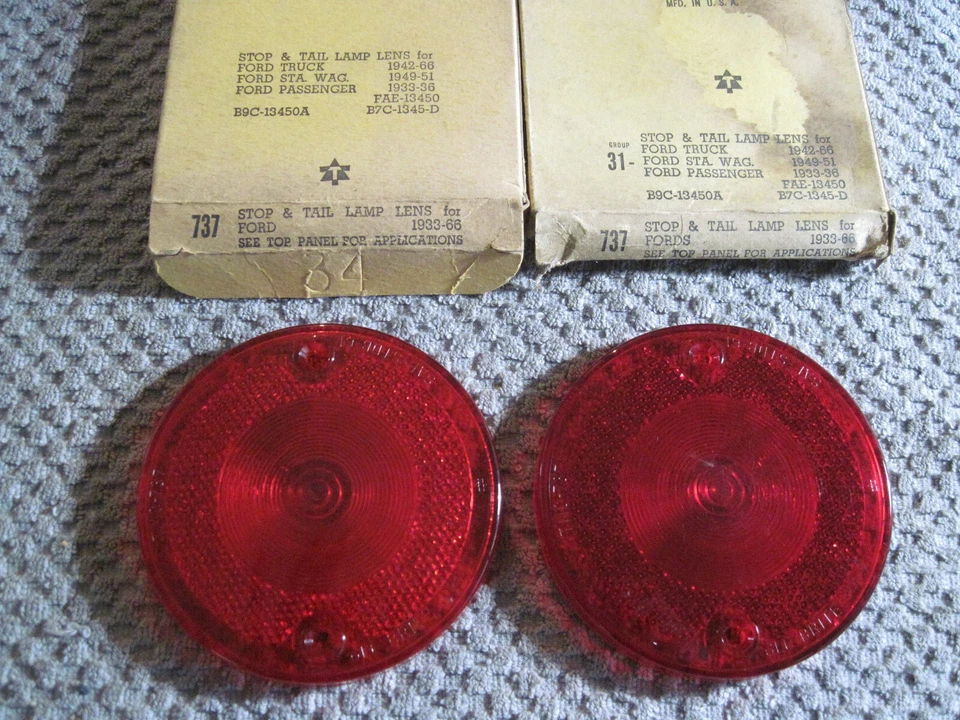 STOP & TAIL LAMP LENS for
FORD TRUCK 1942-66
FORD STA. WAG. 1949-51
FORD PASSENGER 1933-36
FAE-13450
B9C-13450A B7C-1345-D
737
STOP & TAIL LAMP LENS for
FORD 1933-66
SEE TOP PANEL FOR APPLICATIONS
34
MFD. IN U.S.A.
GROUP
31-
STOP & TAIL LAMP LENS for
FORD TRUCK 1942-66
FORD STA. WAG. 1949-51
FORD PASSENGER 1933-36
FAE-13450
B9C-13450A B7C-1345-D
737
STOP & TAIL LAMP LENS for
FORDS 1933-66
SEE TOP PANEL FOR APPLICATIONS